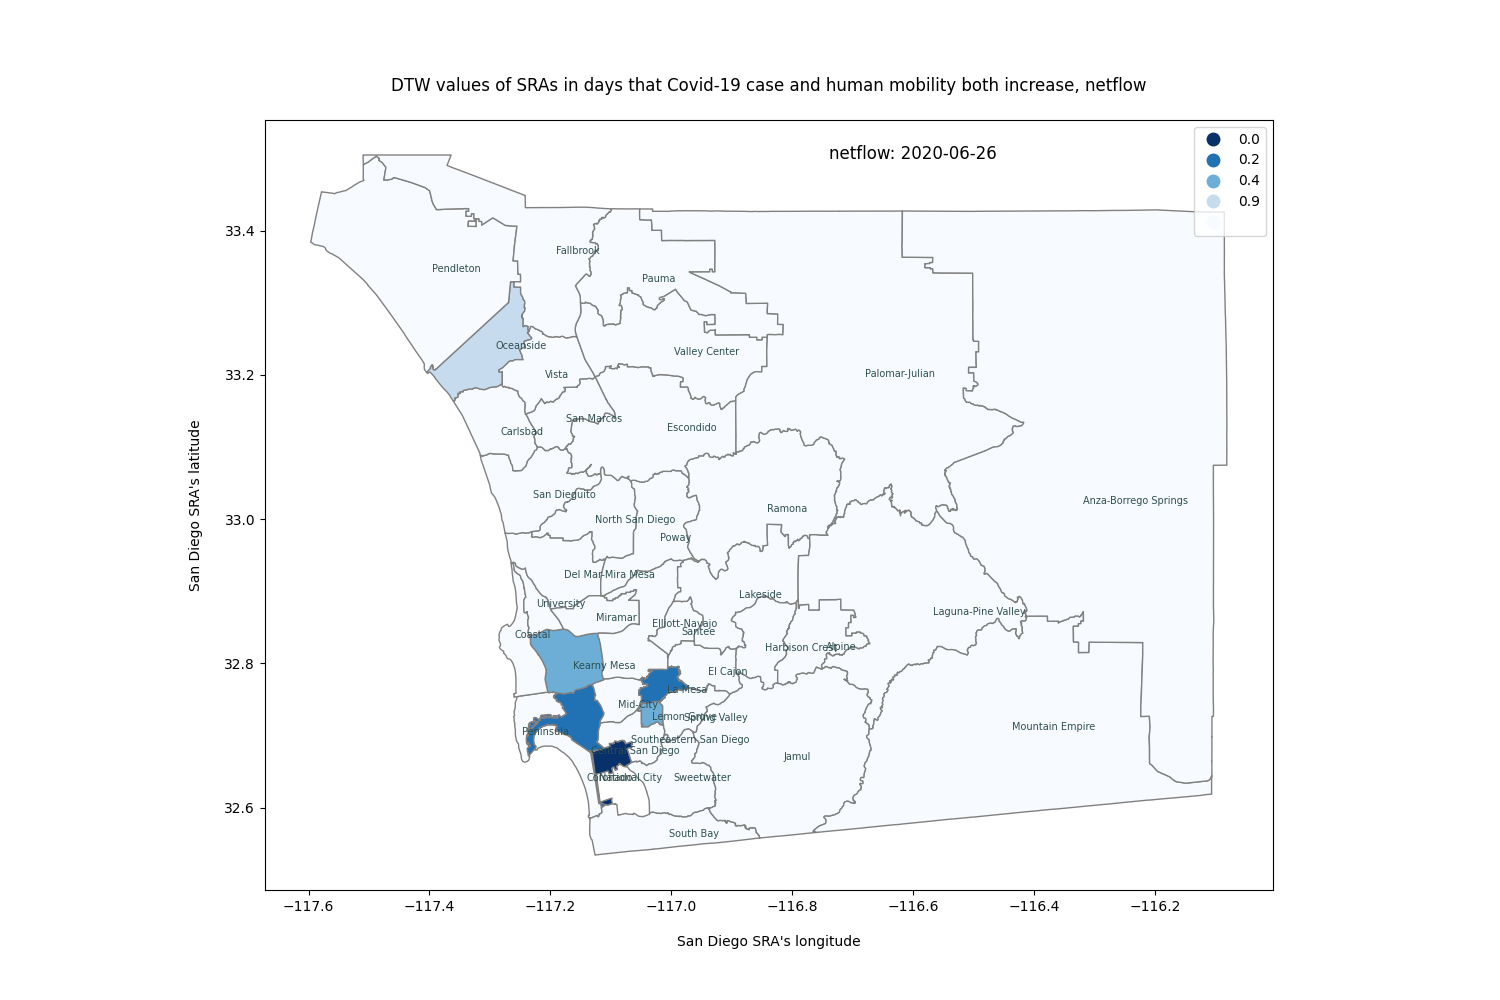 DTW values of SRAs in days that Covid-19 case and human mobility both increase, netflow
netflow: 2020-06-26
0.0
0.2
0.4
0.9
33.4
33.2
33.0
32.8
32.6
San Diego SRA's latitude
Fallbrook
Pendleton
Pauma
Oceanside
Valley Center
Vista
Palomar-Julian
San Marcos
Carlsbad
Escondido
San Dieguito
Anza-Borrego Springs
Ramona
North San Diego
Poway
Del Mar-Mira Mesa
Lakeside
University
Laguna-Pine Valley
Miramar
Elliott-Navajo
Santee
Coastal
Harbison Crest
Alpine
Kearny Mesa
El Cajon
La Mesa
Mid-City
Lemon Grove
Spring Valley
Mountain Empire
Peninsula
Southeastern San Diego
Central San Diego
Jamul
Coronado
National City
Sweetwater
South Bay
−117.6
−117.4
−117.2
−117.0
−116.8
−116.6
−116.4
−116.2
San Diego SRA's longitude